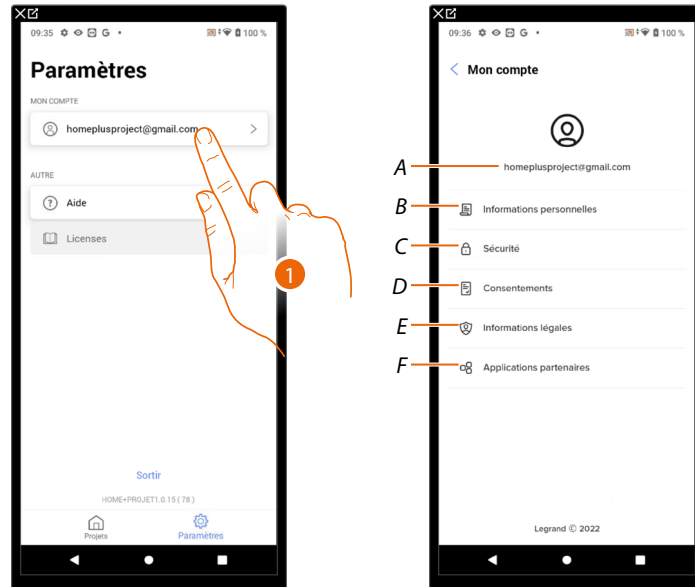 09:35 G • 100 %
Paramètres
MON COMPTE
homeplusproject@gmail.com
AUTRE
? Aide
Licenses
1
Sortir
HOME+PROJET1.0.15 ( 78 )
Projets
Paramètres
09:36 G • 100 %
Mon compte
A homeplusproject@gmail.com
B Informations personnelles
C Sécurité
D Consentements
E Informations légales
F Applications partenaires
Legrand © 2022